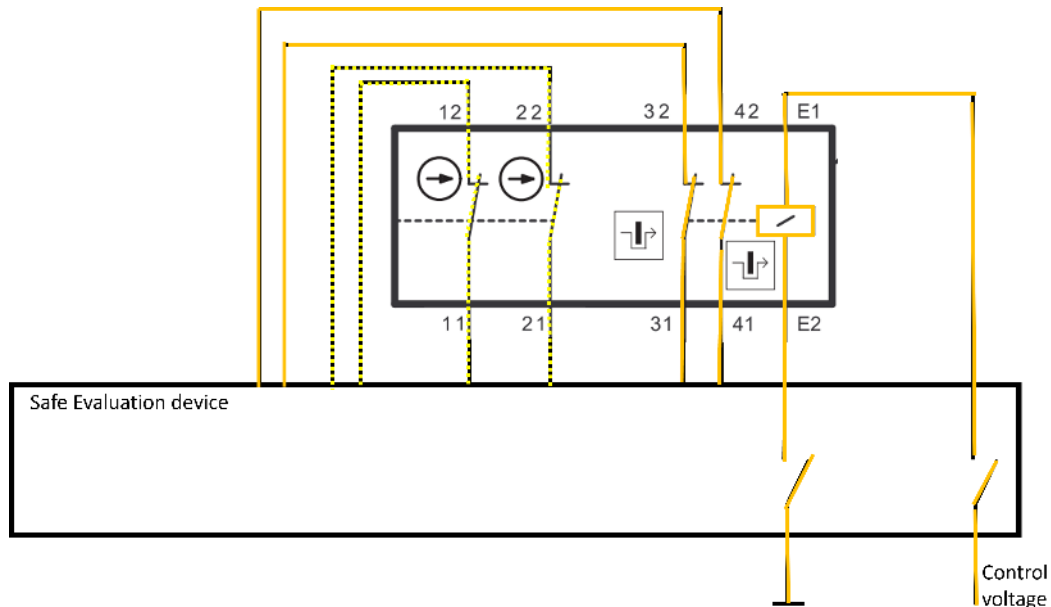 12 22 32 42 E1
11 21 31 41 E2
Safe Evaluation device
Control
voltage